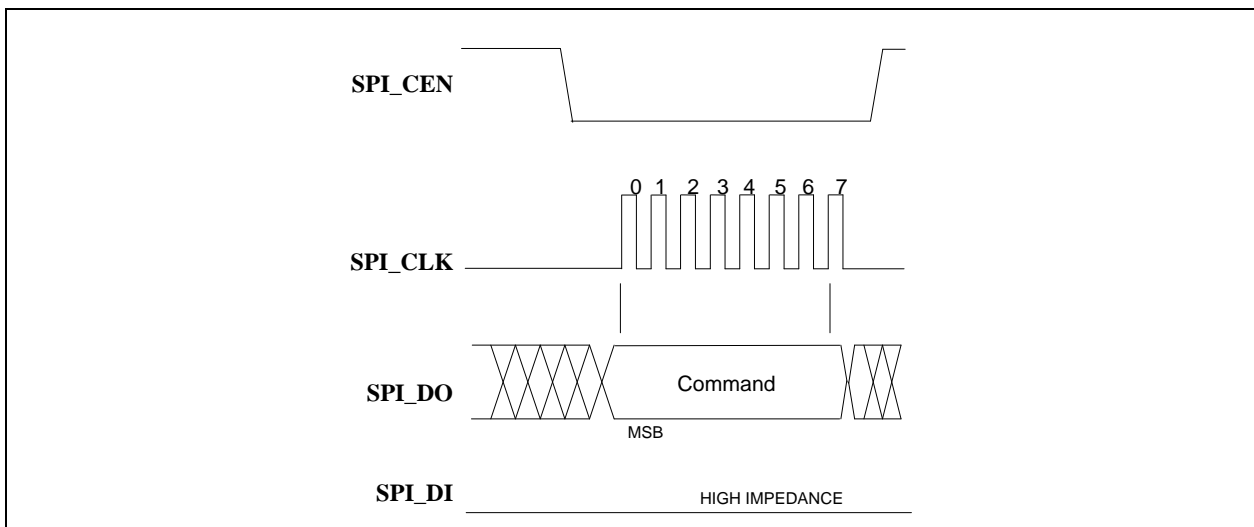 SPI_CEN
0 1 2 3 4 5 6 7
SPI_CLK
Command
SPI_DO
MSB
SPI_DI
HIGH IMPEDANCE